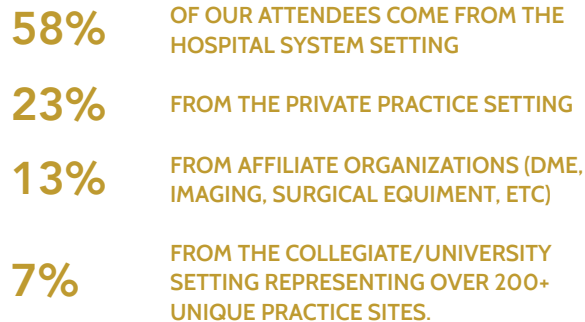 58%
OF OUR ATTENDEES COME FROM THE
HOSPITAL SYSTEM SETTING
23%
FROM THE PRIVATE PRACTICE SETTING
13%
FROM AFFILIATE ORGANIZATIONS (DME,
IMAGING, SURGICAL EQUIMENT, ETC)
7%
FROM THE COLLEGIATE/UNIVERSITY
SETTING REPRESENTING OVER 200+
UNIQUE PRACTICE SITES.